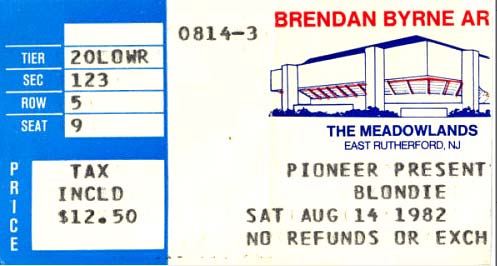 0814-3
BRENDAN BYRNE AR
TIER 20LOWR
SEC 123
ROW 5
SEAT 9
THE MEADOWLANDS
EAST RUTHERFORD, NJ
PRICE
TAX
INCLD
$12.50
PIONEER PRESENT
BLONDIE
SAT AUG 14 1982
NO REFUNDS OR EXCH